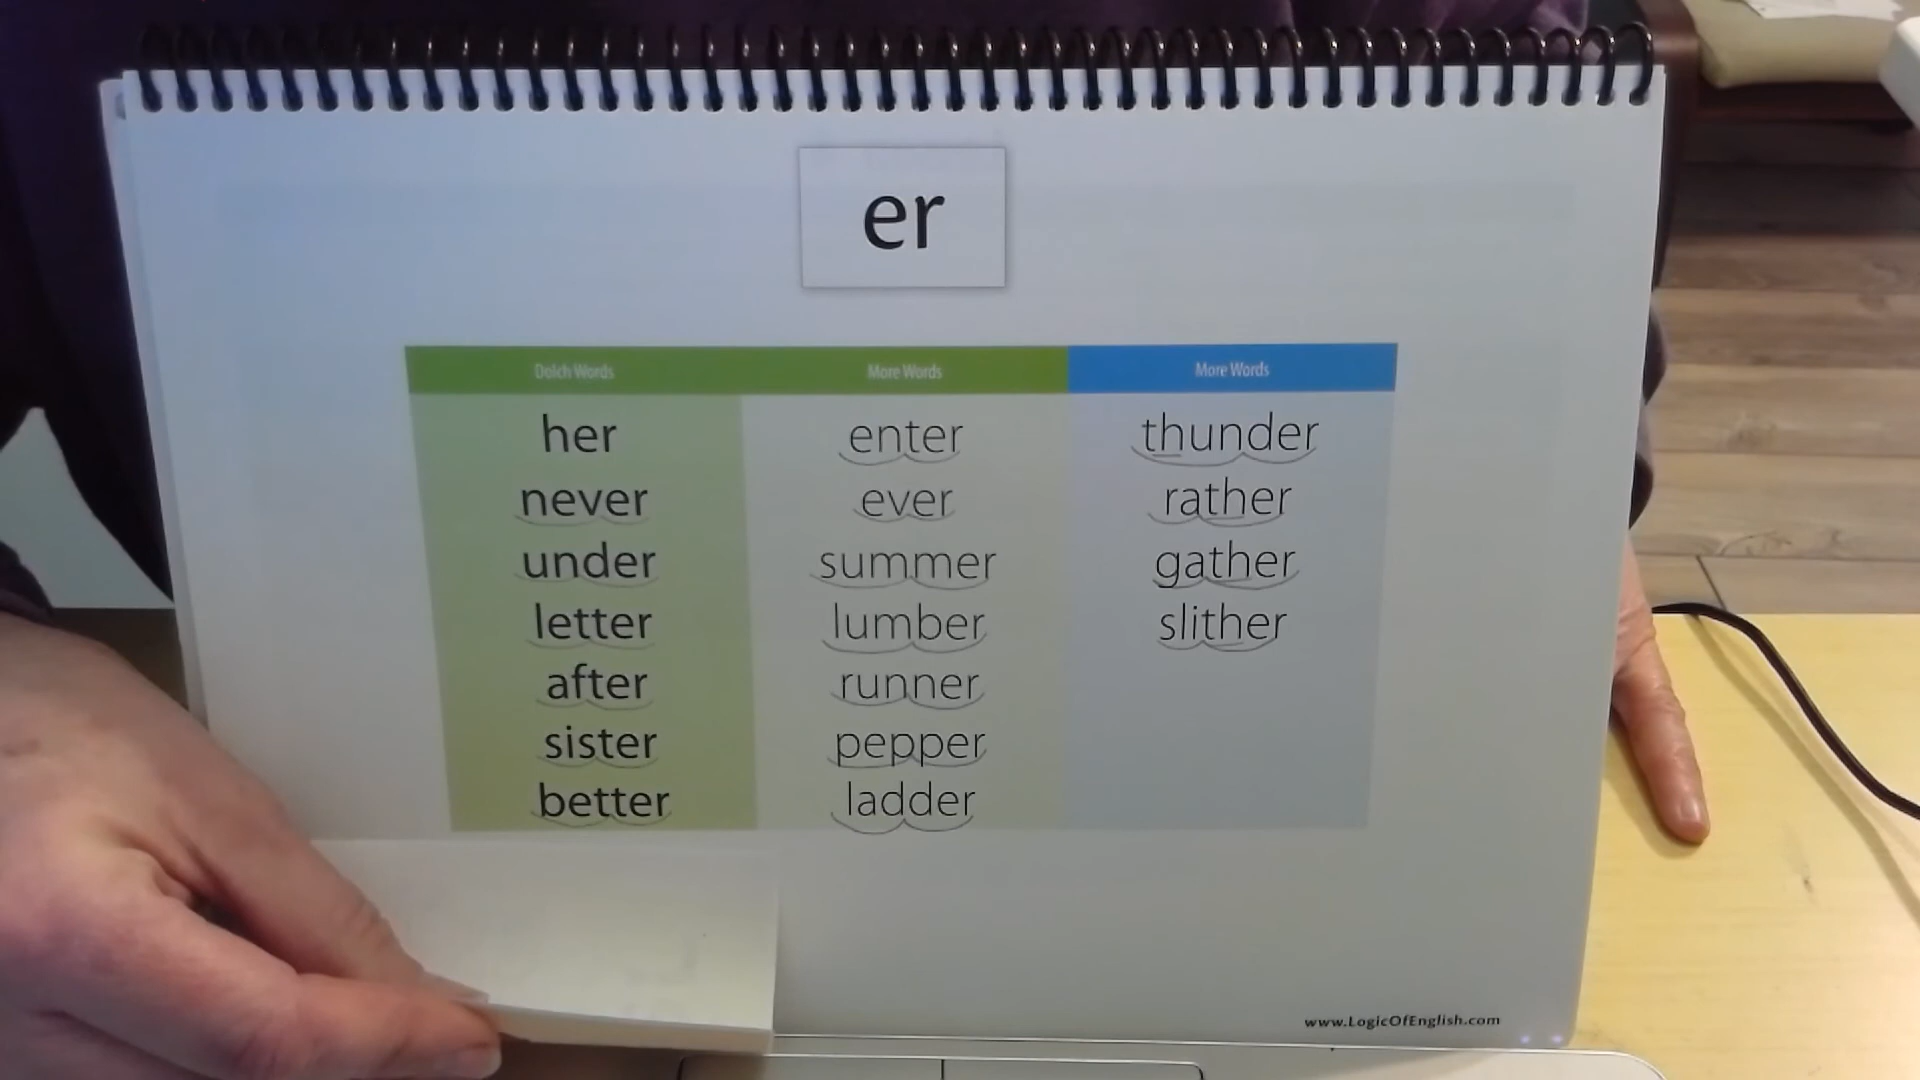 er
Dolch Words More Words More Words
her enter thunder
never ever rather
under summer gather
letter lumber slither
after runner
sister pepper
better ladder
www.LogicOfEnglish.com